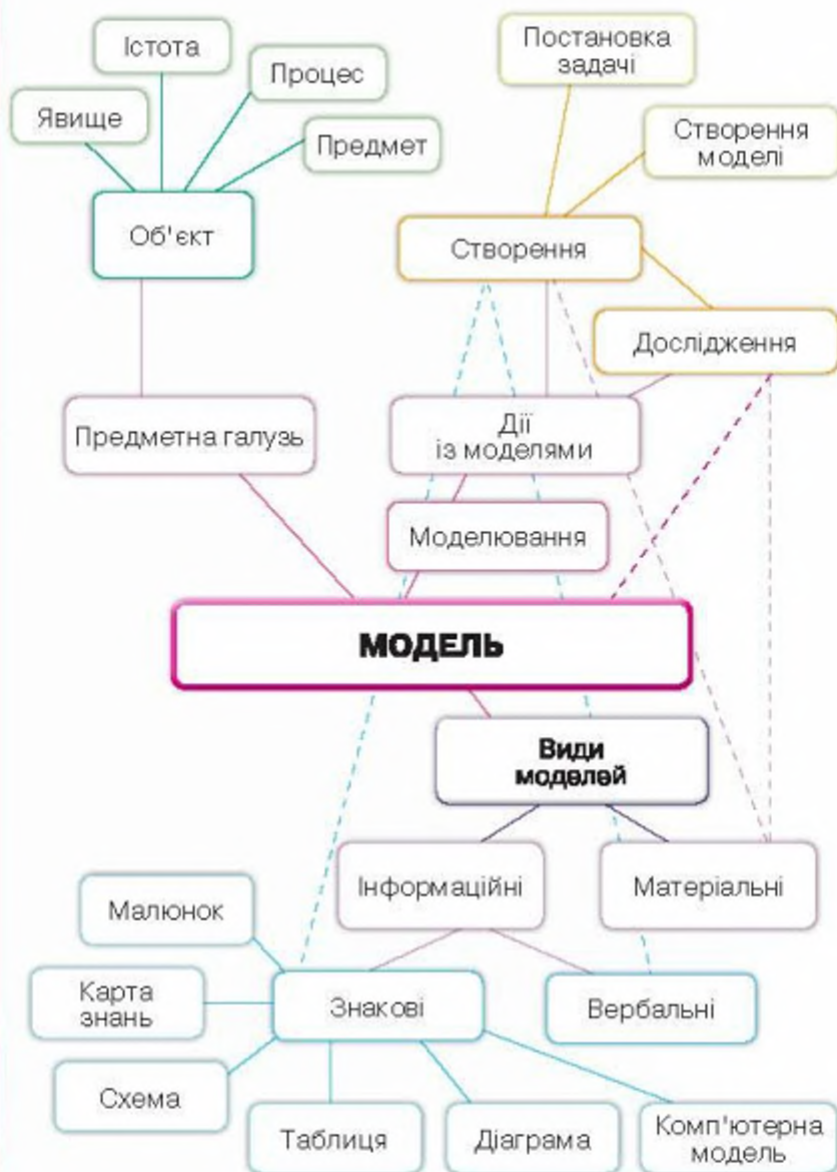 Істота
Процес
Явище
Предмет
Об'єкт
Постановка
задачі
Створення
моделі
Створення
Дослідження
Предметна галузь
Дії
із моделями
Моделювання
МОДЕЛЬ
Види
моделей
Інформаційні
Матеріальні
Малюнок
Карта
знань
Знакові
Вербальні
Схема
Таблиця
Діаграма
Комп'ютерна
модель